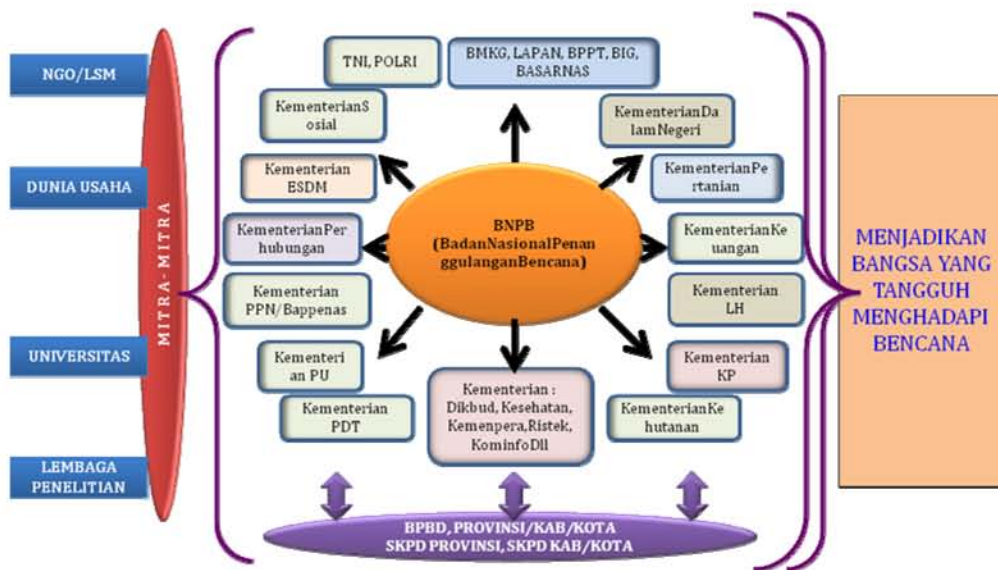 NGO/LSM
DUNIA USAHA
UNIVERSITAS
LEMBAGA
PENELITIAN
MITRA- MITRA
TNI, POLRI
BMKG, LAPAN, BPPT, BIG,
BASARNAS
KementerianS
osial
KementerianDa
lamNegeri
Kementerian
ESDM
KementerianPe
rtanian
KementerianPer
hubungan
BNPB
(BadanNasionalPenan
ggulanganBencana)
KementerianKe
uangan
Kementerian
PPN/Bappenas
Kementerian
LH
Kementeri
an PU
Kementerian
KP
Kementerian
PDT
Kementerian :
Dikbud, Kesehatan,
Kemenpera,Ristek,
KominfoDll
KementerianKe
hutanan
BPBD, PROVINSI/KAB/KOTA
SKPD PROVINSI, SKPD KAB/KOTA
MENJADIKAN
BANGSA YANG
TANGGUH
MENGHADAPI
BENCANA